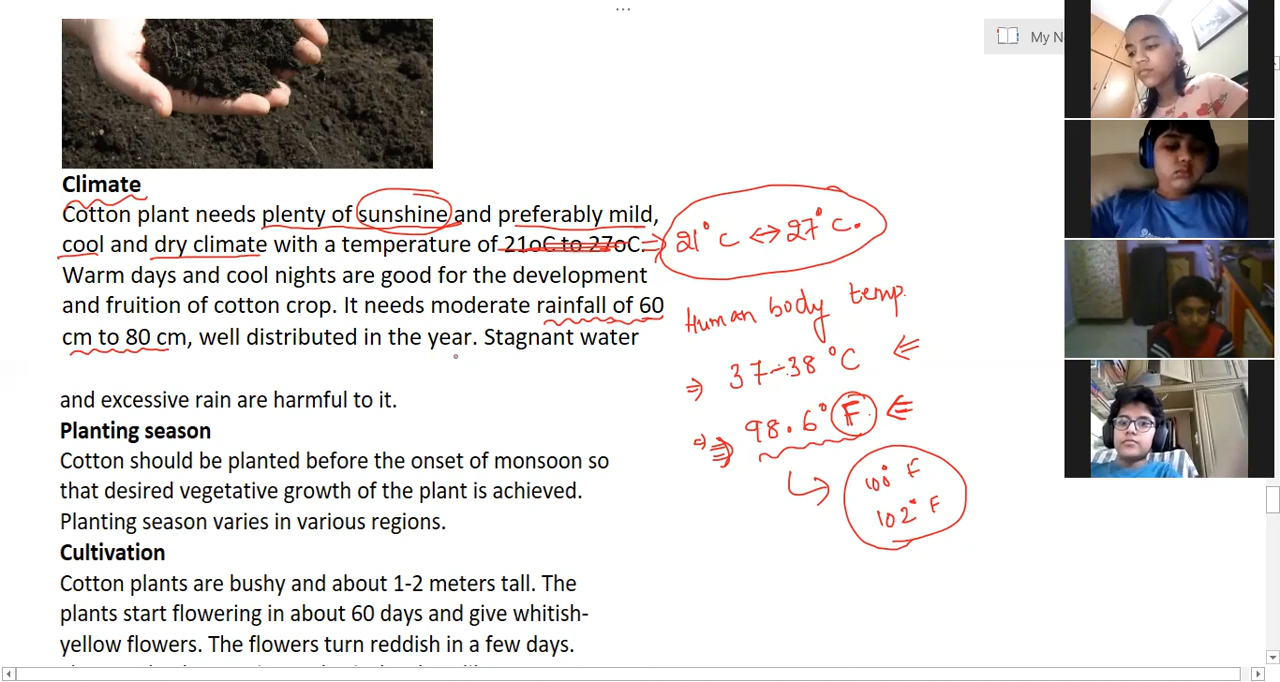 ...
My N
Climate
Cotton plant needs plenty of sunshine and preferably mild,
cool and dry climate with a temperature of 21oC to 27oC. ⇒ 21° C ↔ 27° C.
Warm days and cool nights are good for the development
and fruition of cotton crop. It needs moderate rainfall of 60
cm to 80 cm, well distributed in the year. Stagnant water
and excessive rain are harmful to it.
Planting season
Cotton should be planted before the onset of monsoon so
that desired vegetative growth of the plant is achieved.
Planting season varies in various regions.
Cultivation
Cotton plants are bushy and about 1-2 meters tall. The
plants start flowering in about 60 days and give whitish-
yellow flowers. The flowers turn reddish in a few days.
Human body temp.
⇒ 37–38 °C ⇐
⇒ 98.6° F ⇐
100° F
102° F